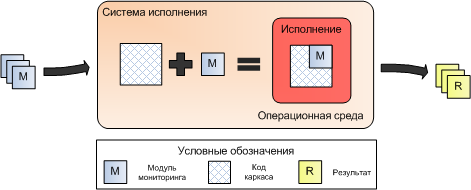 Система исполнения
Исполнение
M
M
M
R
Операционная среда
Условные обозначения
M
Модуль
мониторинга
Код
каркаса
R
Результат